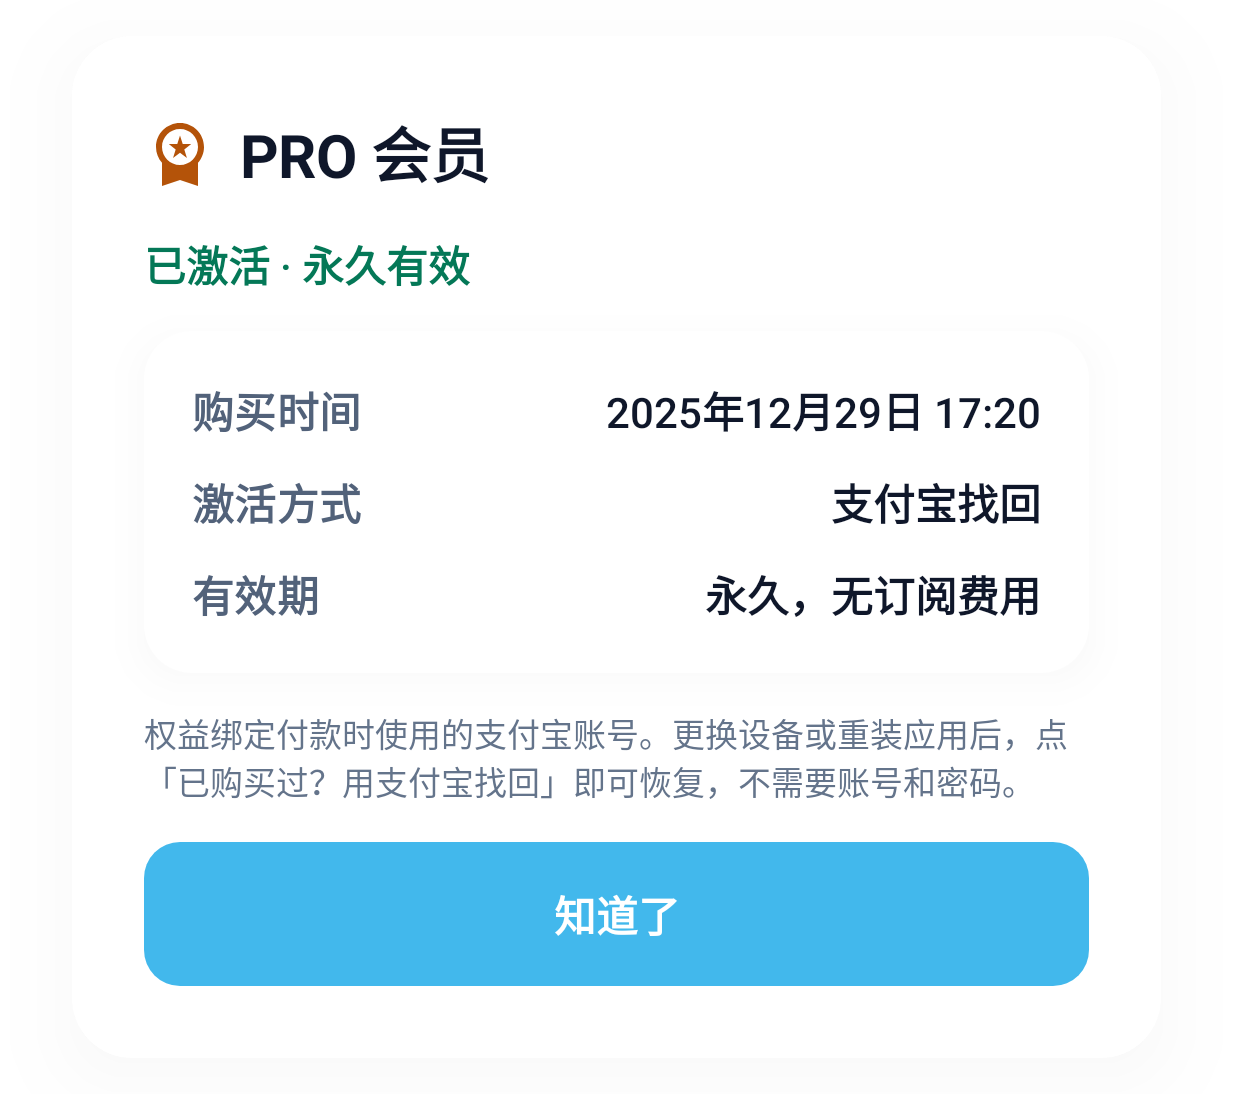 PRO 会员
已激活 · 永久有效
购买时间 2025年12月29日 17:20
激活方式 支付宝找回
有效期 永久，无订阅费用
权益绑定付款时使用的支付宝账号。更换设备或重装应用后，点
「已购买过？用支付宝找回」即可恢复，不需要账号和密码。
知道了